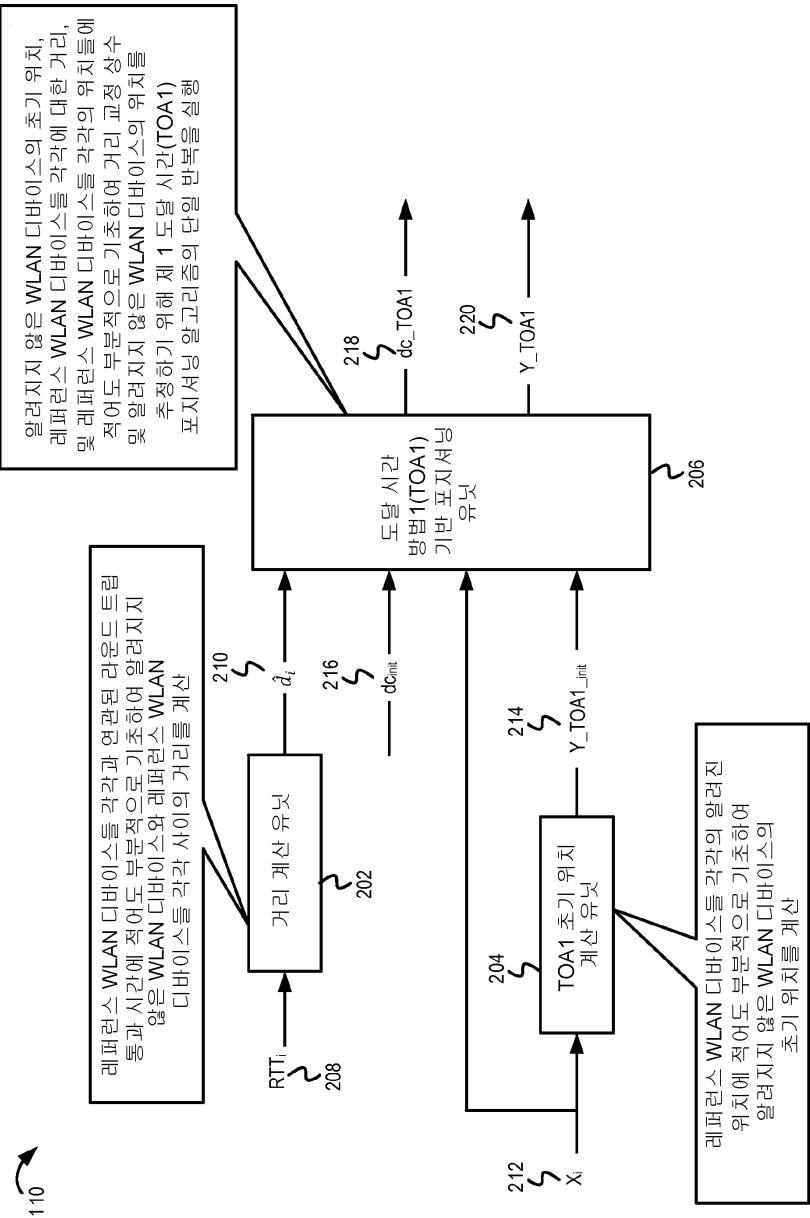 110
레퍼런스 WLAN 디바이스들 각각과 연관된 라운드 트립
통과 시간에 적어도 부분적으로 기초하여 알려지지
않은 WLAN 디바이스와 레퍼런스 WLAN
디바이스들 각각 사이의 거리를 계산
알려지지 않은 WLAN 디바이스의 초기 위치,
레퍼런스 WLAN 디바이스들 각각에 대한 거리,
및 레퍼런스 WLAN 디바이스들 각각의 위치들에
적어도 부분적으로 기초하여 거리 교정 상수
및 알려지지 않은 WLAN 디바이스의 위치를
추정하기 위해 제 1 도달 시간(TOA1)
포지셔닝 알고리즘의 단일 반복을 실행
RTTi
208
거리 계산 유닛
202
210
d̂i
216
dcinit
도달 시간
방법1(TOA1)
기반 포지셔닝
유닛
206
218
dc_TOA1
220
Y_TOA1
212
Xi
204
TOA1 초기 위치
계산 유닛
214
Y_TOA1_init
레퍼런스 WLAN 디바이스들 각각의 알려진
위치에 적어도 부분적으로 기초하여
알려지지 않은 WLAN 디바이스의
초기 위치를 계산